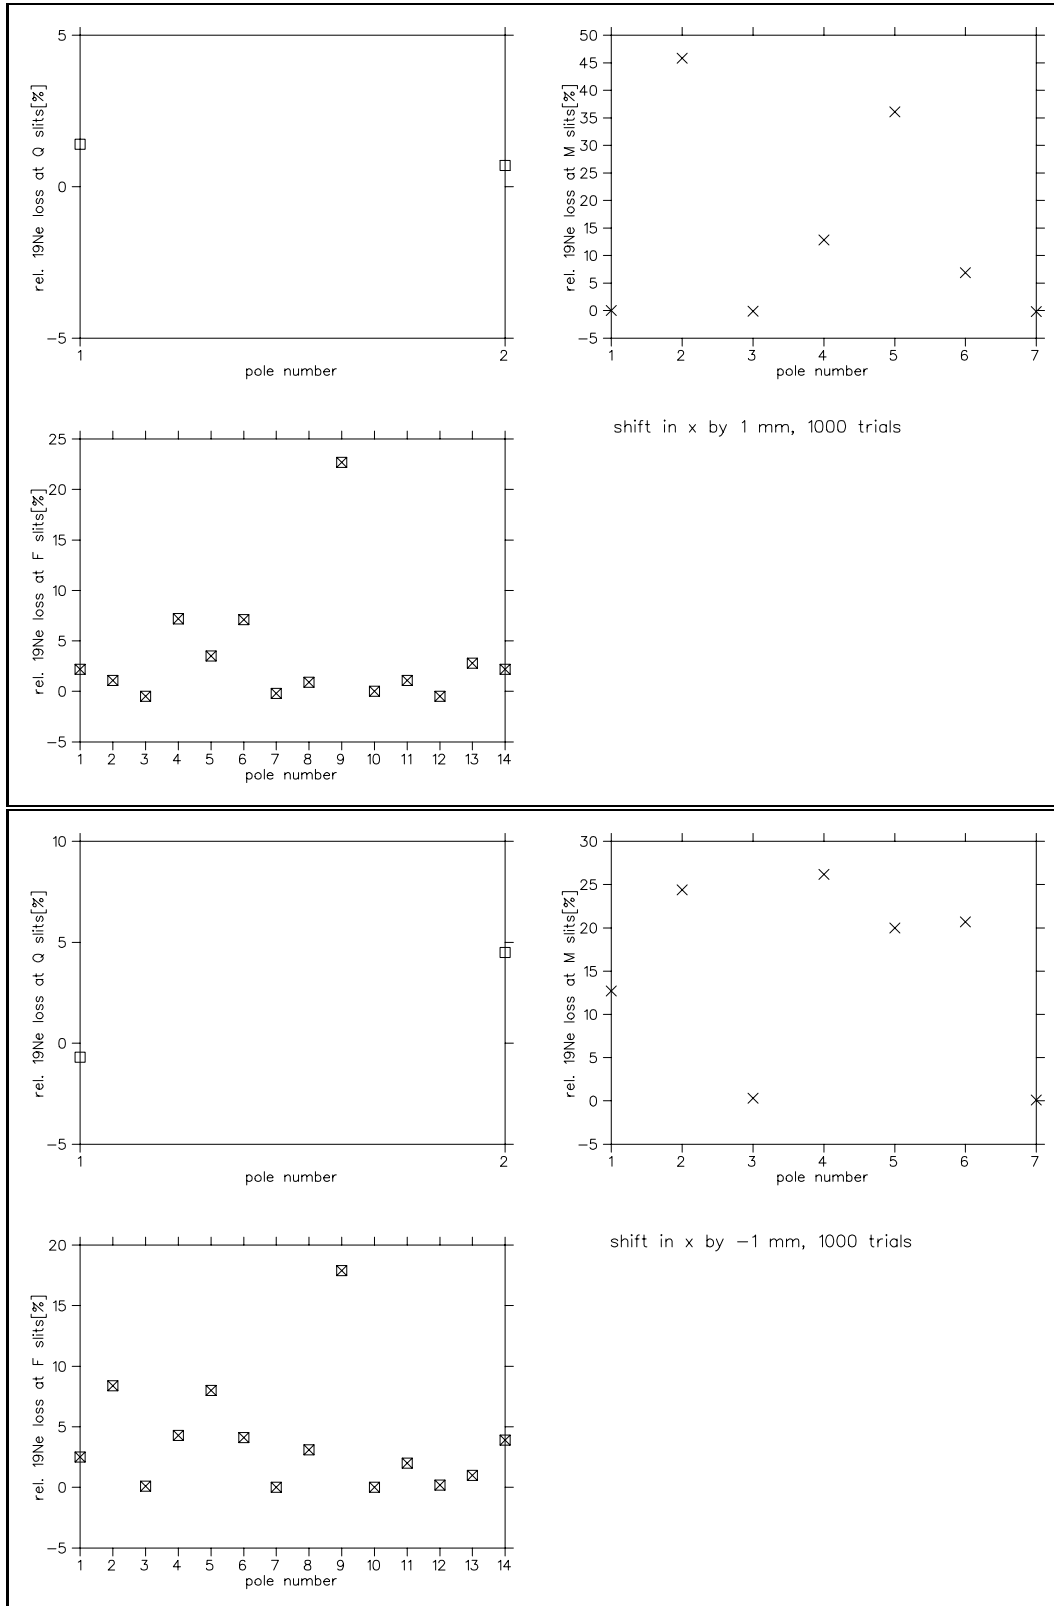 5
0
−5
1 2
pole number
rel. 19Ne loss at Q slits[%]
50
45
40
35
30
25
20
15
10
5
0
−5
1 2 3 4 5 6 7
pole number
rel. 19Ne loss at M slits[%]
25
20
15
10
5
0
−5
1 2 3 4 5 6 7 8 9 10 11 12 13 14
pole number
rel. 19Ne loss at F slits[%]
shift in x by 1 mm, 1000 trials
10
5
0
−5
1 2
pole number
rel. 19Ne loss at Q slits[%]
30
25
20
15
10
5
0
−5
1 2 3 4 5 6 7
pole number
rel. 19Ne loss at M slits[%]
20
15
10
5
0
−5
1 2 3 4 5 6 7 8 9 10 11 12 13 14
pole number
rel. 19Ne loss at F slits[%]
shift in x by −1 mm, 1000 trials